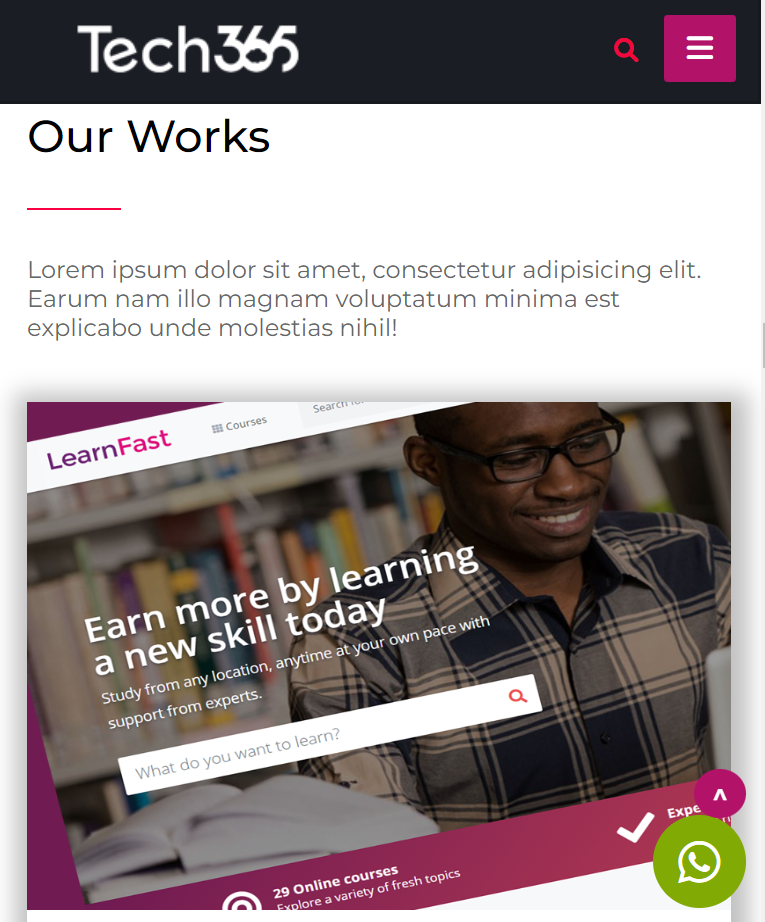 Tech365
Our Works
Lorem ipsum dolor sit amet, consectetur adipisicing elit.
Earum nam illo magnam voluptatum minima est
explicabo unde molestias nihil!
LearnFast
Courses
Search
Earn more by learning
a new skill today
Study from any location, anytime at your own pace with
support from experts.
What do you want to learn?
29 Online courses
Explore a variety of fresh topics